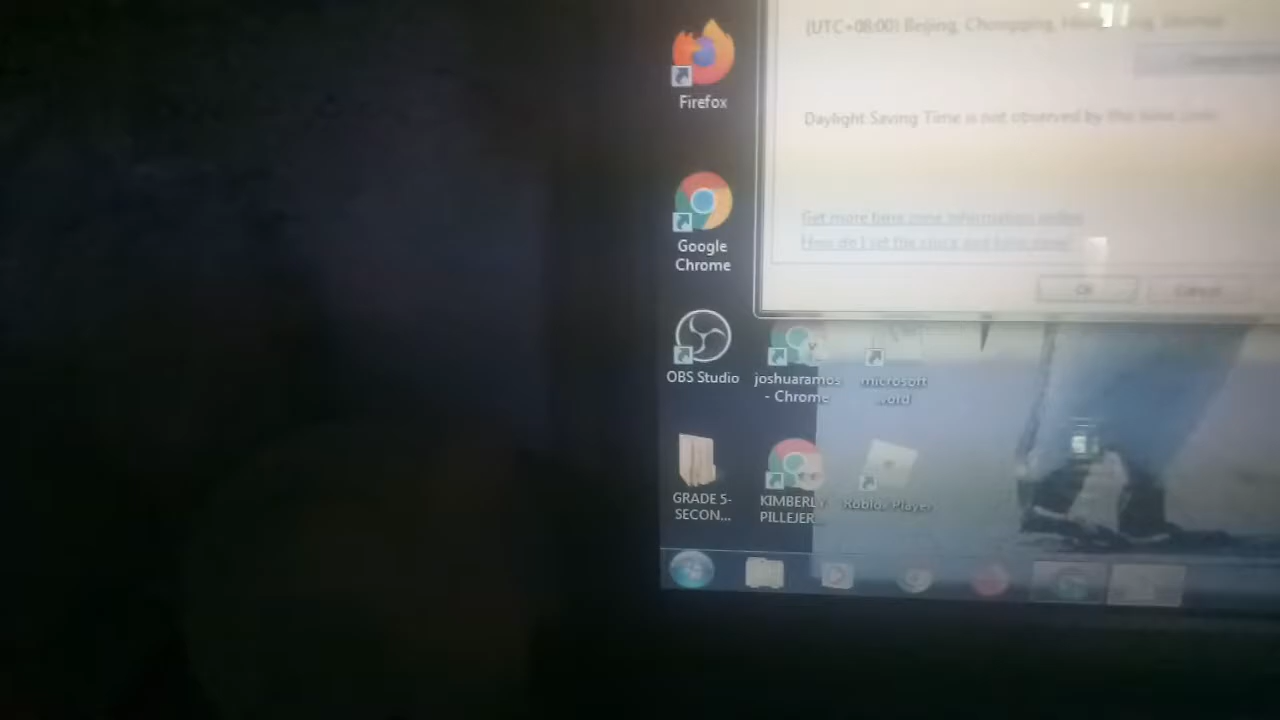 (UTC+08:00) Beijing, Chongqing, Hong Kong, Urumqi
Daylight Saving Time is not observed by this time zone.
Get more time zone information online
How do I set the clock and time zone?
OK
Cancel
Firefox
Google
Chrome
OBS Studio
joshuaramos
- Chrome
microsoft
word
GRADE 5-
SECON...
KIMBERLY
PILLEJER...
Roblox Player